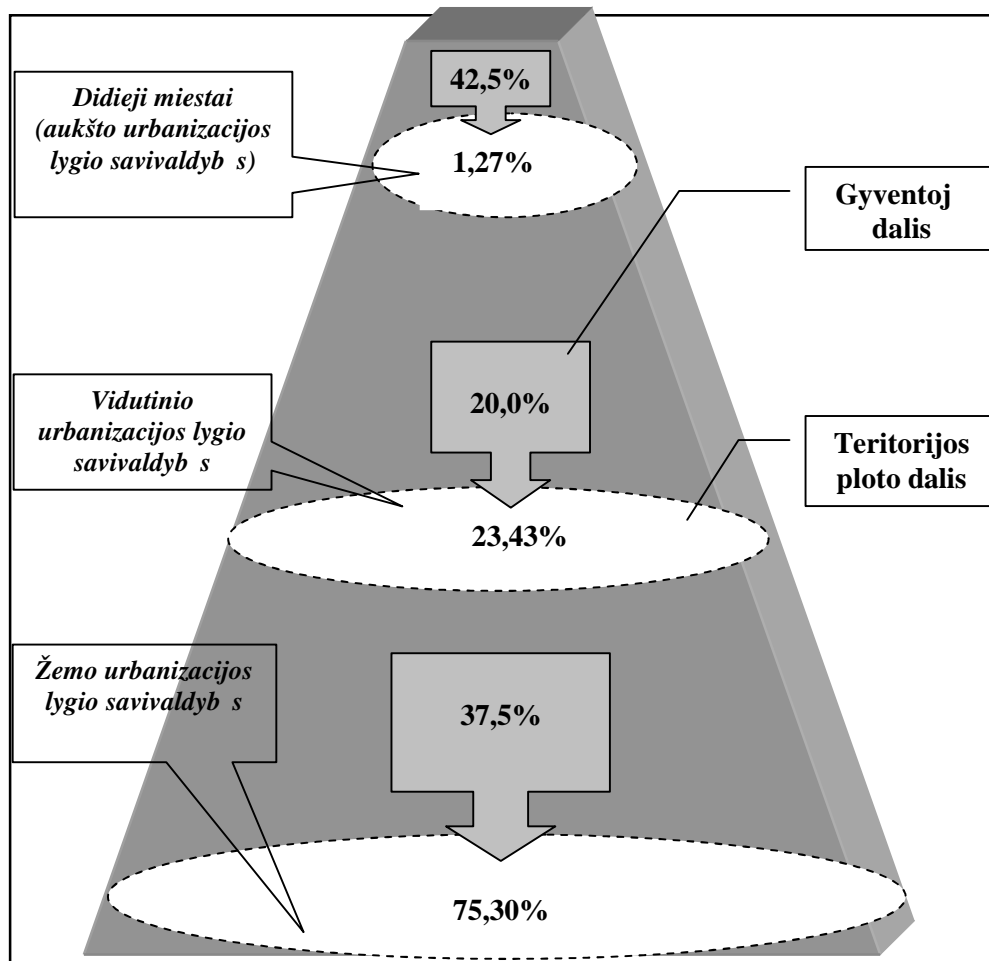 42,5%
Didieji miestai
(aukšto urbanizacijos
lygio savivaldyb s)
1,27%
Gyventoj
dalis
Vidutinio
urbanizacijos lygio
savivaldyb s
20,0%
Teritorijos
ploto dalis
23,43%
Žemo urbanizacijos
lygio savivaldyb s
37,5%
75,30%